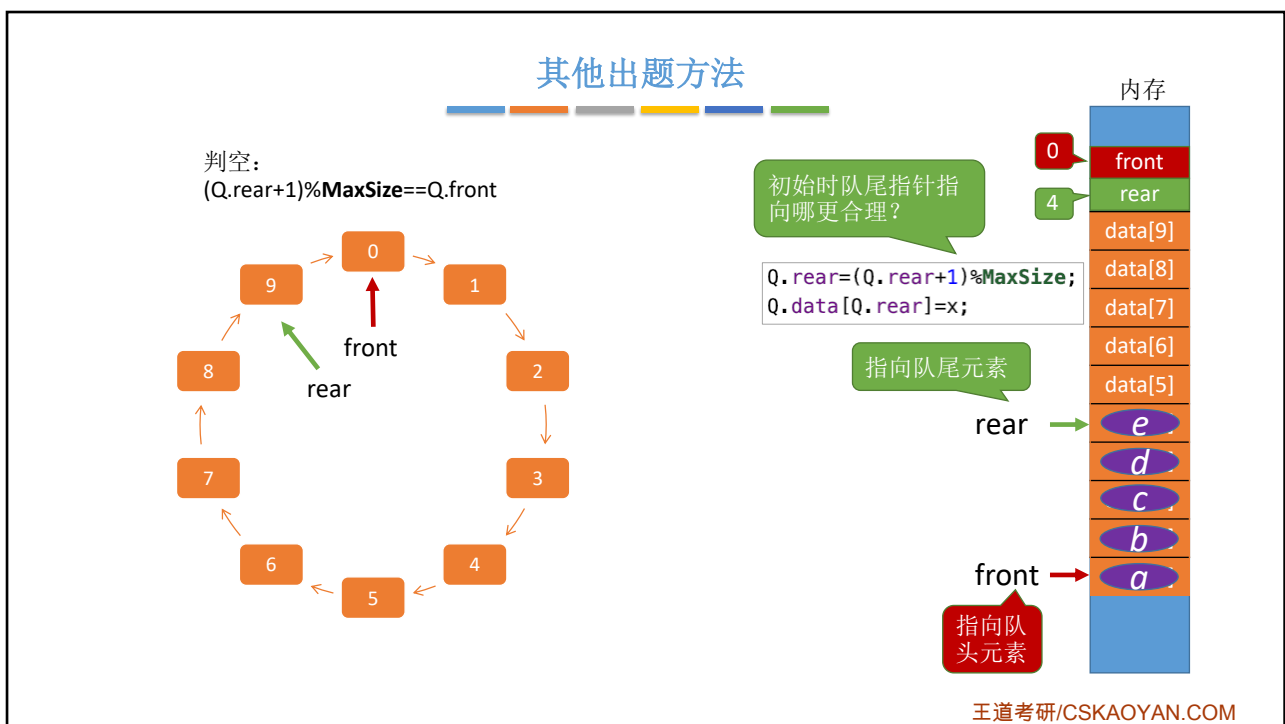 其他出题方法
判空：
(Q.rear+1)%MaxSize==Q.front
0
1
2
3
4
5
6
7
8
9
front
rear
初始时队尾指针指
向哪更合理？
Q.rear=(Q.rear+1)%MaxSize;
Q.data[Q.rear]=x;
指向队尾元素
rear
front
指向队
头元素
内存
0
front
4
rear
data[9]
data[8]
data[7]
data[6]
data[5]
e
d
c
b
a
王道考研/CSKAOYAN.COM